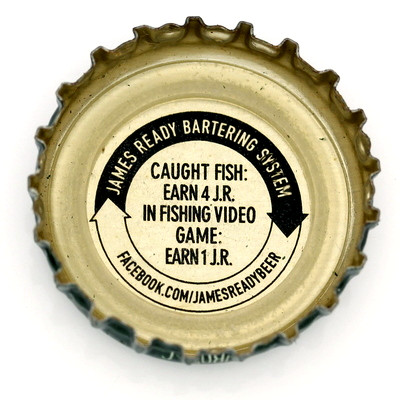 JAMES READY BARTERING SYSTEM
CAUGHT FISH:
EARN 4 J.R.
IN FISHING VIDEO
GAME:
EARN 1 J.R.
FACEBOOK.COM/JAMESREADYBEER